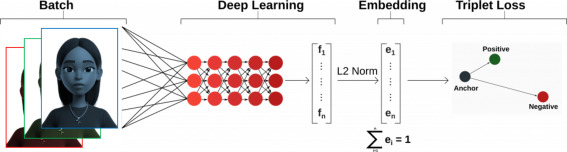 Batch
Deep Learning
Embedding
Triplet Loss
f1
fn
L2 Norm
e1
en
∑ ei = 1
Positive
Anchor
Negative